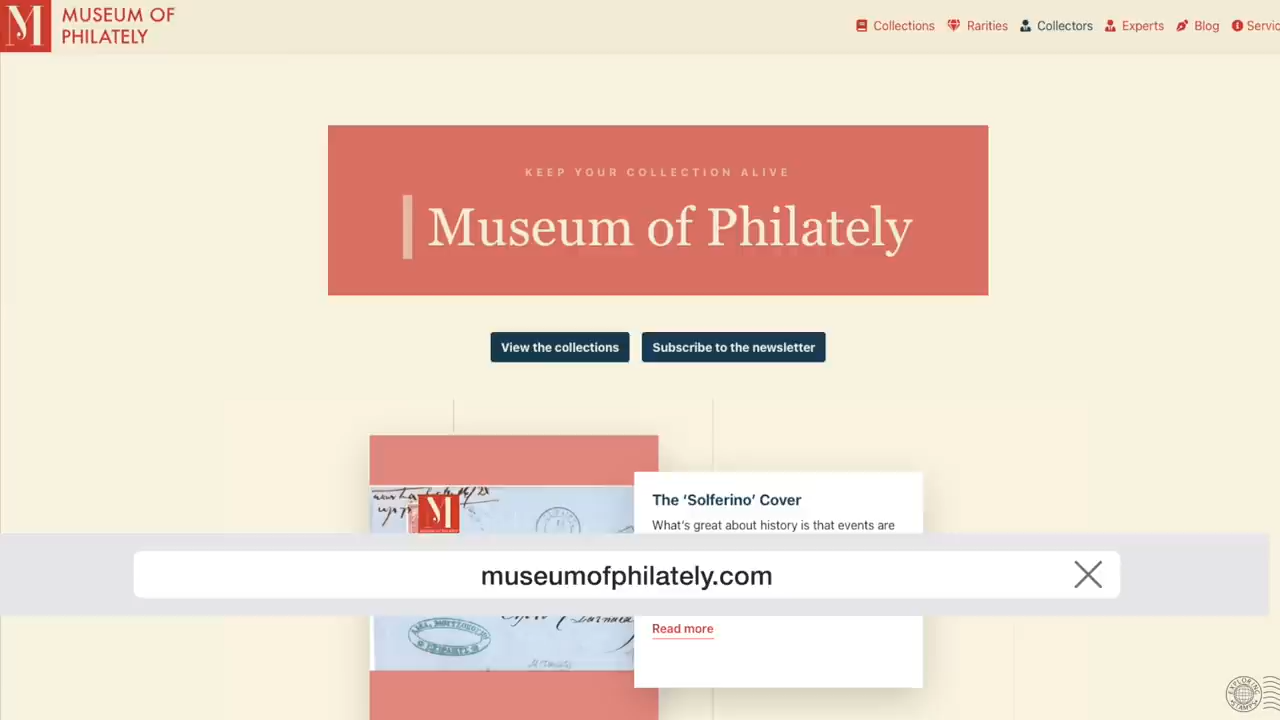 MUSEUM OF
PHILATELY
Collections
Rarities
Collectors
Experts
Blog
KEEP YOUR COLLECTION ALIVE
Museum of Philately
View the collections
Subscribe to the newsletter
The ‘Solferino’ Cover
What's great about history is that events are
museumofphilately.com
Read more